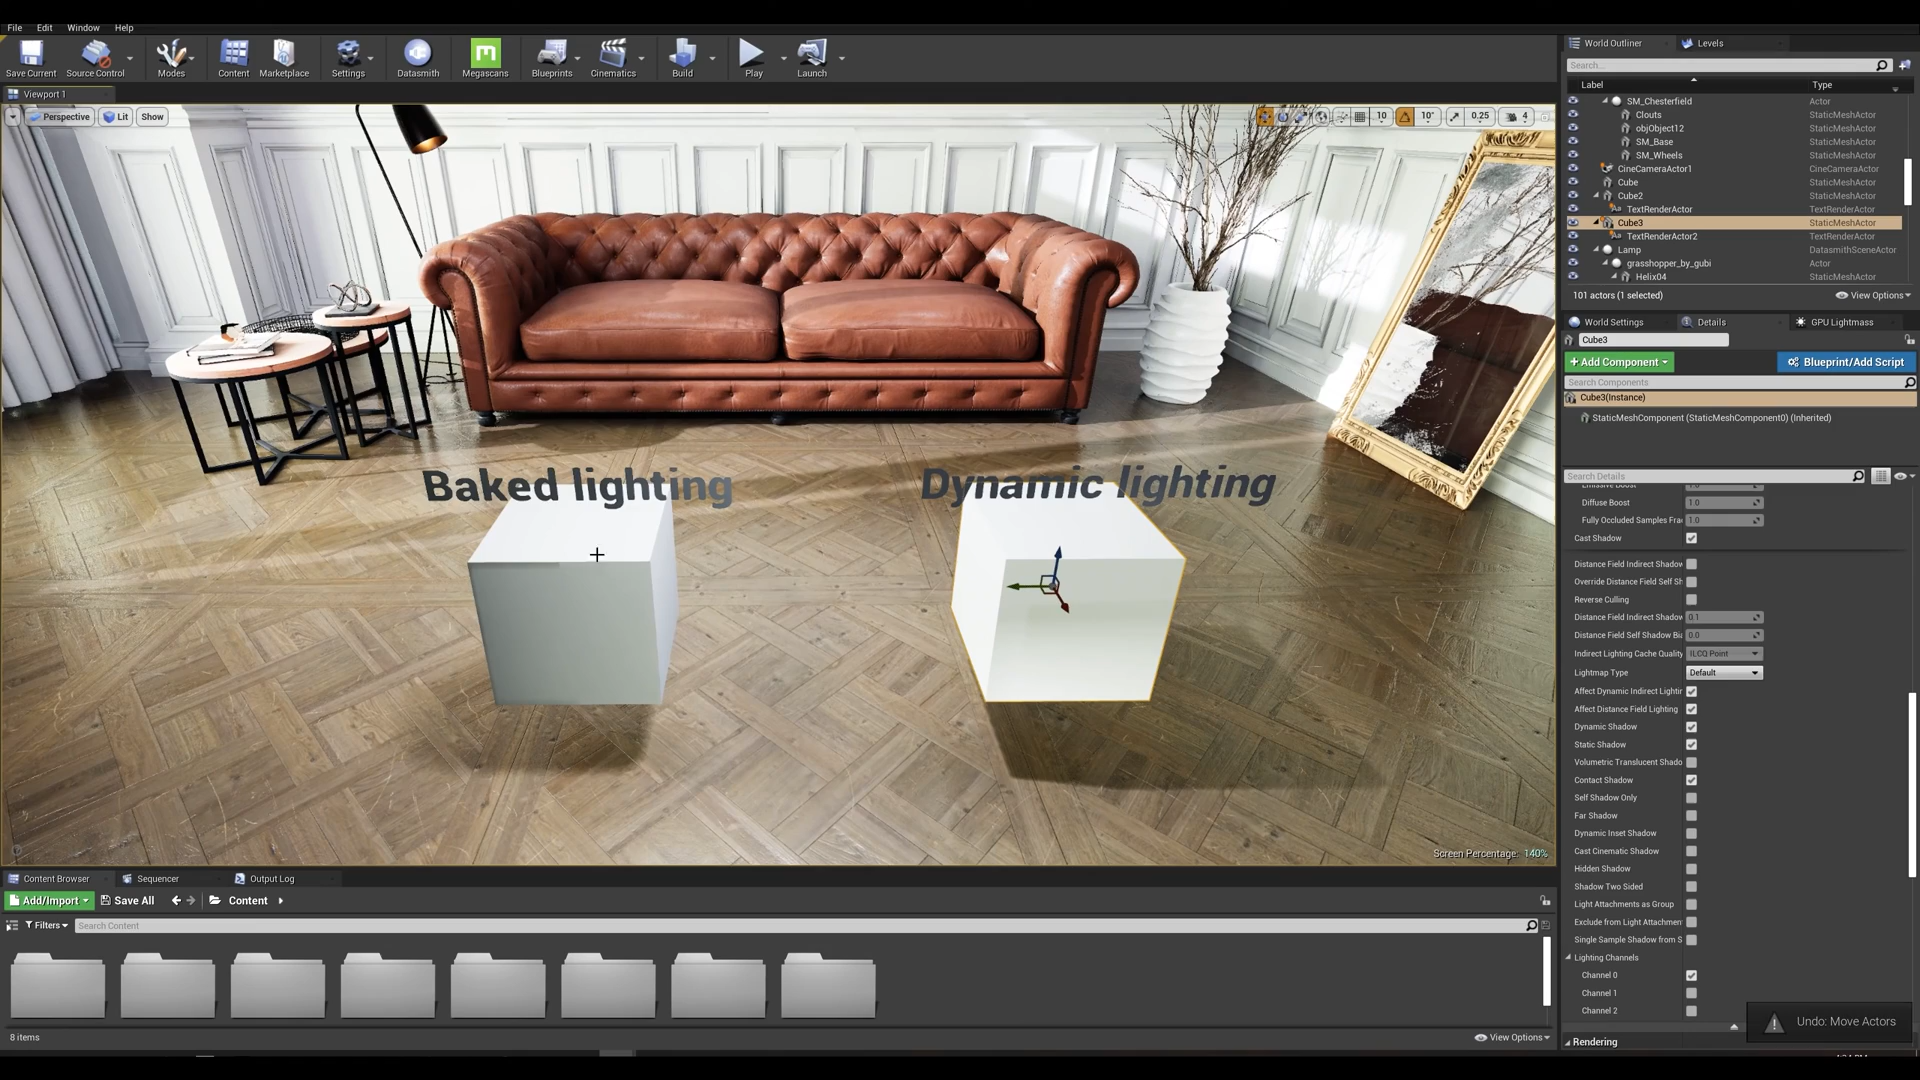 File Edit Window Help
Save Current Source Control Modes Content Marketplace Settings Datasmith Megascans Blueprints Cinematics Build Play Launch
Viewport 1
Perspective Lit Show
10 10° 0.25 4
Baked lighting Dynamic lighting
Screen Percentage: 140%
World Outliner Levels
Search...
Label Type
SM_Chesterfield Actor
Clouts StaticMeshActor
objObject12 StaticMeshActor
SM_Base StaticMeshActor
SM_Wheels StaticMeshActor
CineCameraActor1 CineCameraActor
Cube StaticMeshActor
Cube2 StaticMeshActor
TextRenderActor TextRenderActor
Cube3 StaticMeshActor
TextRenderActor2 TextRenderActor
Lamp DatasmithSceneActor
grasshopper_by_gubi Actor
Helix04 StaticMeshActor
101 actors (1 selected) View Options
World Settings Details GPU Lightmass
Cube3
+Add Component Blueprint/Add Script
Search Components
Cube3(Instance)
StaticMeshComponent (StaticMeshComponent0) (Inherited)
Search Details
Diffuse Boost 1.0
Fully Occluded Samples Fra 1.0
Cast Shadow
Distance Field Indirect Shadow
Override Distance Field Self Sh
Reverse Culling
Distance Field Indirect Shadow 0.1
Distance Field Self Shadow Bi 0.0
Indirect Lighting Cache Quality ILCQ Point
Lightmap Type Default
Affect Dynamic Indirect Lightin
Affect Distance Field Lighting
Dynamic Shadow
Static Shadow
Volumetric Translucent Shado
Contact Shadow
Self Shadow Only
Far Shadow
Dynamic Inset Shadow
Cast Cinematic Shadow
Hidden Shadow
Shadow Two Sided
Light Attachments as Group
Exclude from Light Attachmen
Single Sample Shadow from S
Lighting Channels
Channel 0
Channel 1
Channel 2
Rendering
Undo: Move Actors
Content Browser Sequencer Output Log
Add/Import Save All Content
Filters Search Content
8 items View Options